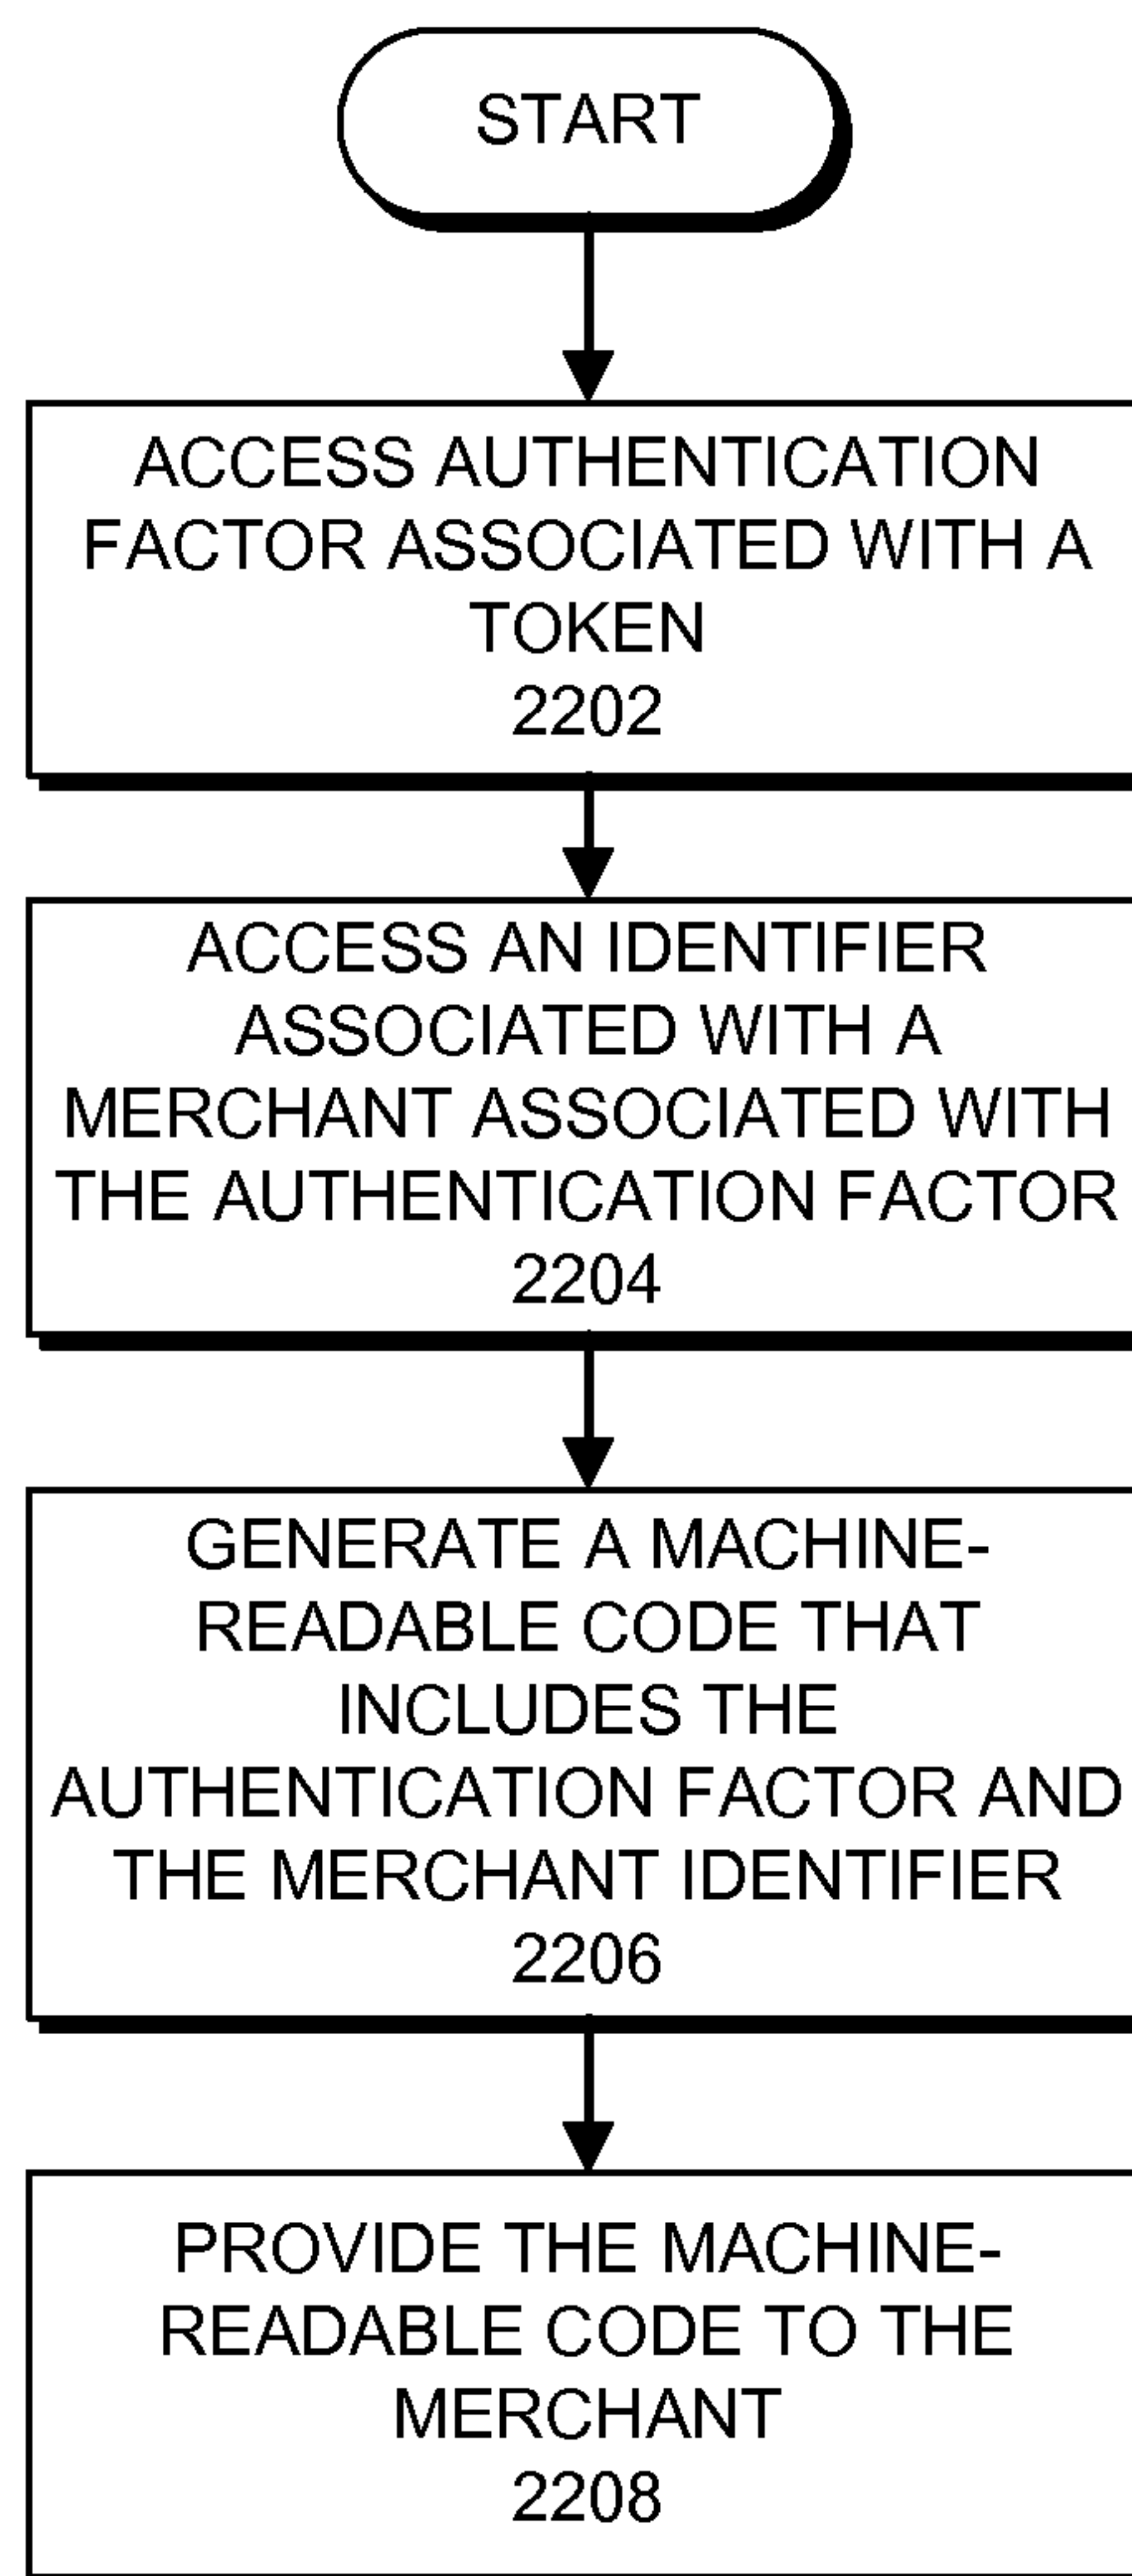 START
ACCESS AUTHENTICATION
FACTOR ASSOCIATED WITH A
TOKEN
2202
ACCESS AN IDENTIFIER
ASSOCIATED WITH A
MERCHANT ASSOCIATED WITH
THE AUTHENTICATION FACTOR
2204
GENERATE A MACHINE-
READABLE CODE THAT
INCLUDES THE
AUTHENTICATION FACTOR AND
THE MERCHANT IDENTIFIER
2206
PROVIDE THE MACHINE-
READABLE CODE TO THE
MERCHANT
2208